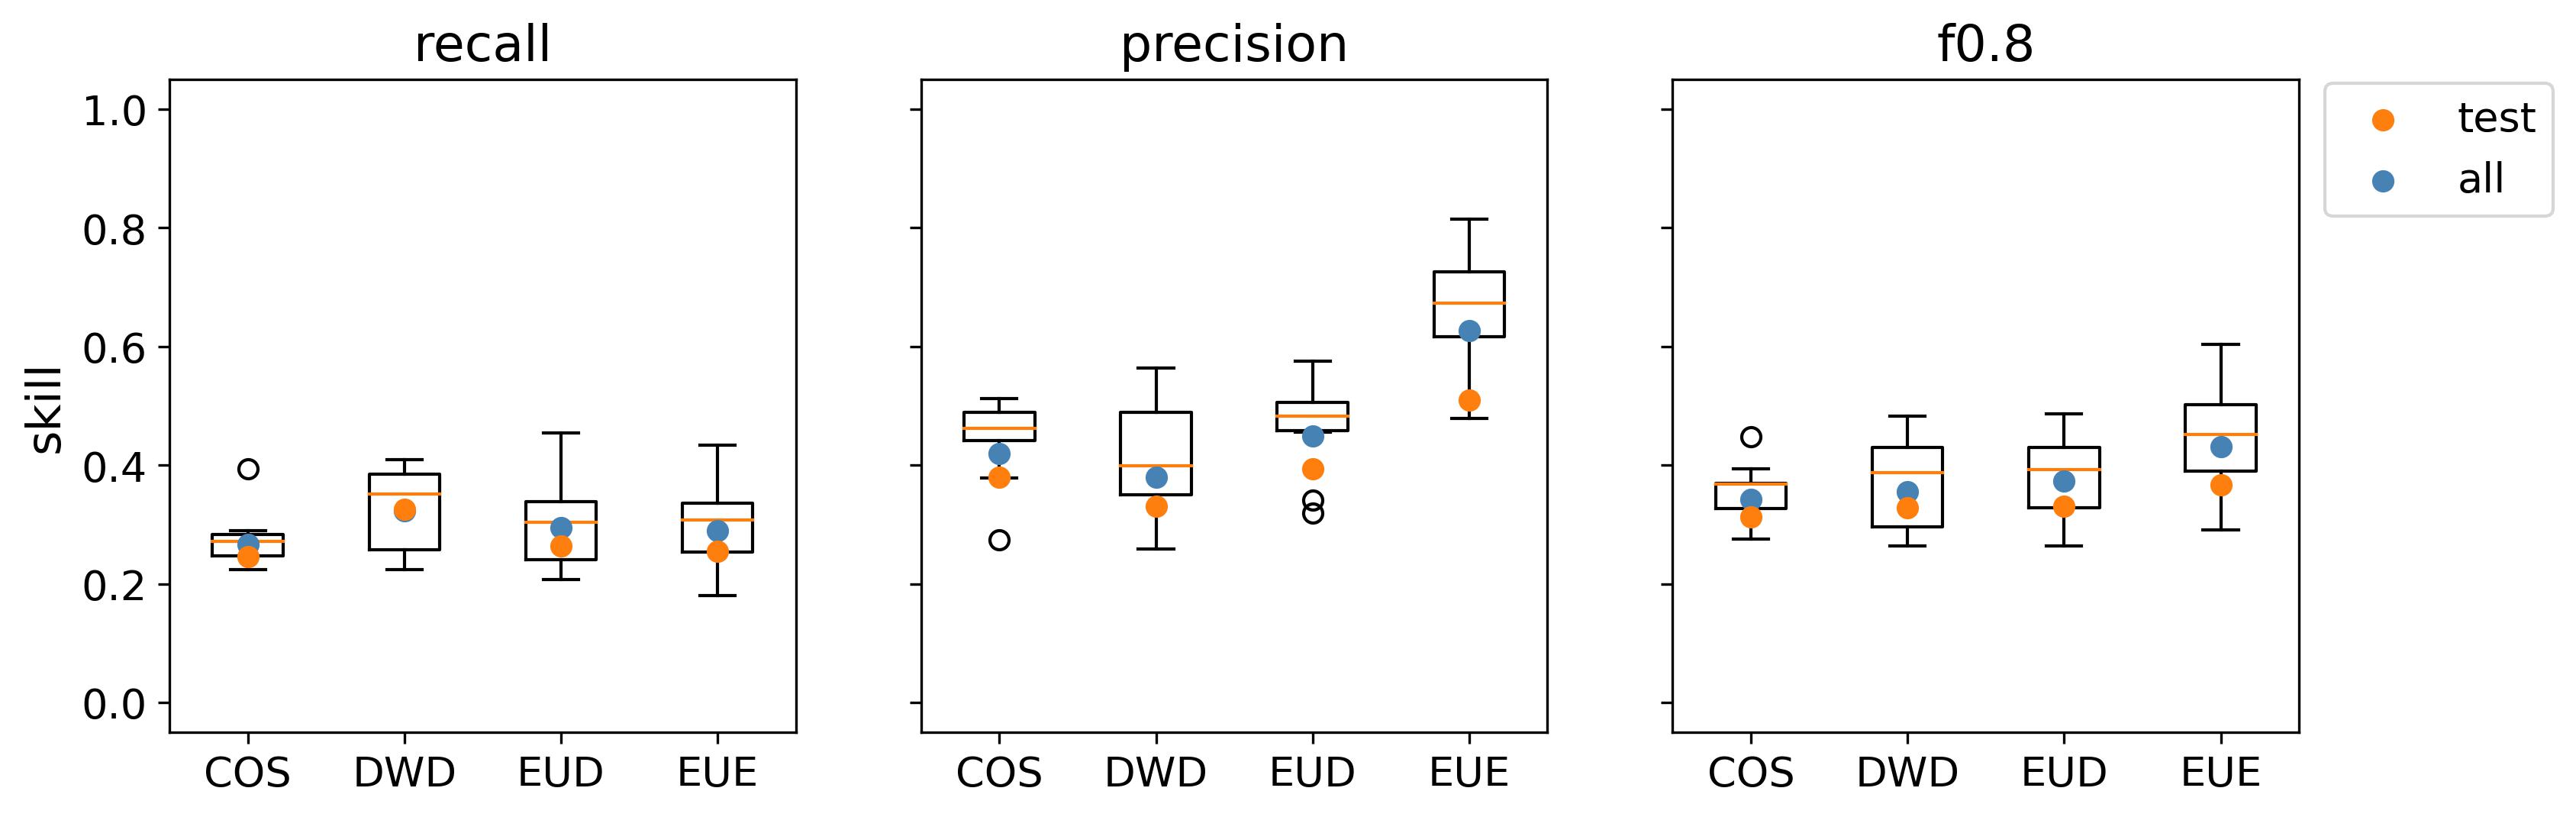 recall
precision
f0.8
skill
1.0
0.8
0.6
0.4
0.2
0.0
COS DWD EUD EUE
COS DWD EUD EUE
COS DWD EUD EUE
test
all